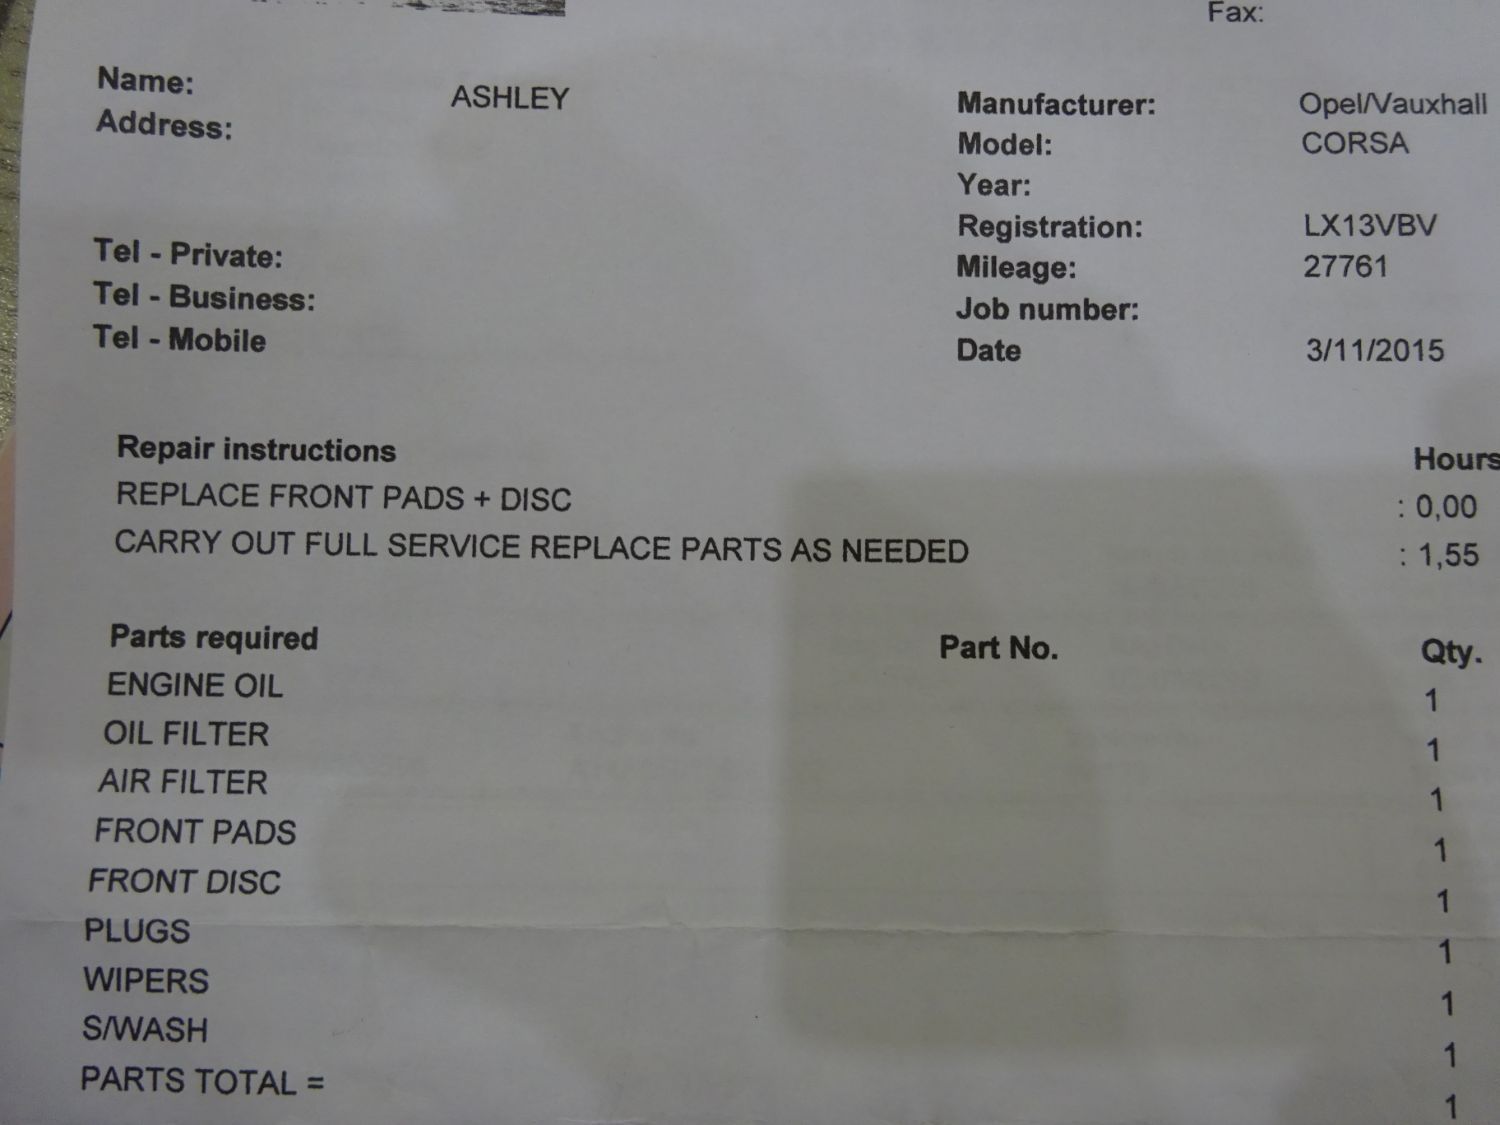 Fax:
Name: ASHLEY
Address:
Manufacturer: Opel/Vauxhall
Model: CORSA
Year:
Registration: LX13VBV
Mileage: 27761
Job number:
Date 3/11/2015
Tel - Private:
Tel - Business:
Tel - Mobile
Repair instructions Hours
REPLACE FRONT PADS + DISC : 0,00
CARRY OUT FULL SERVICE REPLACE PARTS AS NEEDED : 1,55
Parts required Part No. Qty.
ENGINE OIL 1
OIL FILTER 1
AIR FILTER 1
FRONT PADS 1
FRONT DISC 1
PLUGS 1
WIPERS 1
S/WASH 1
PARTS TOTAL = 1